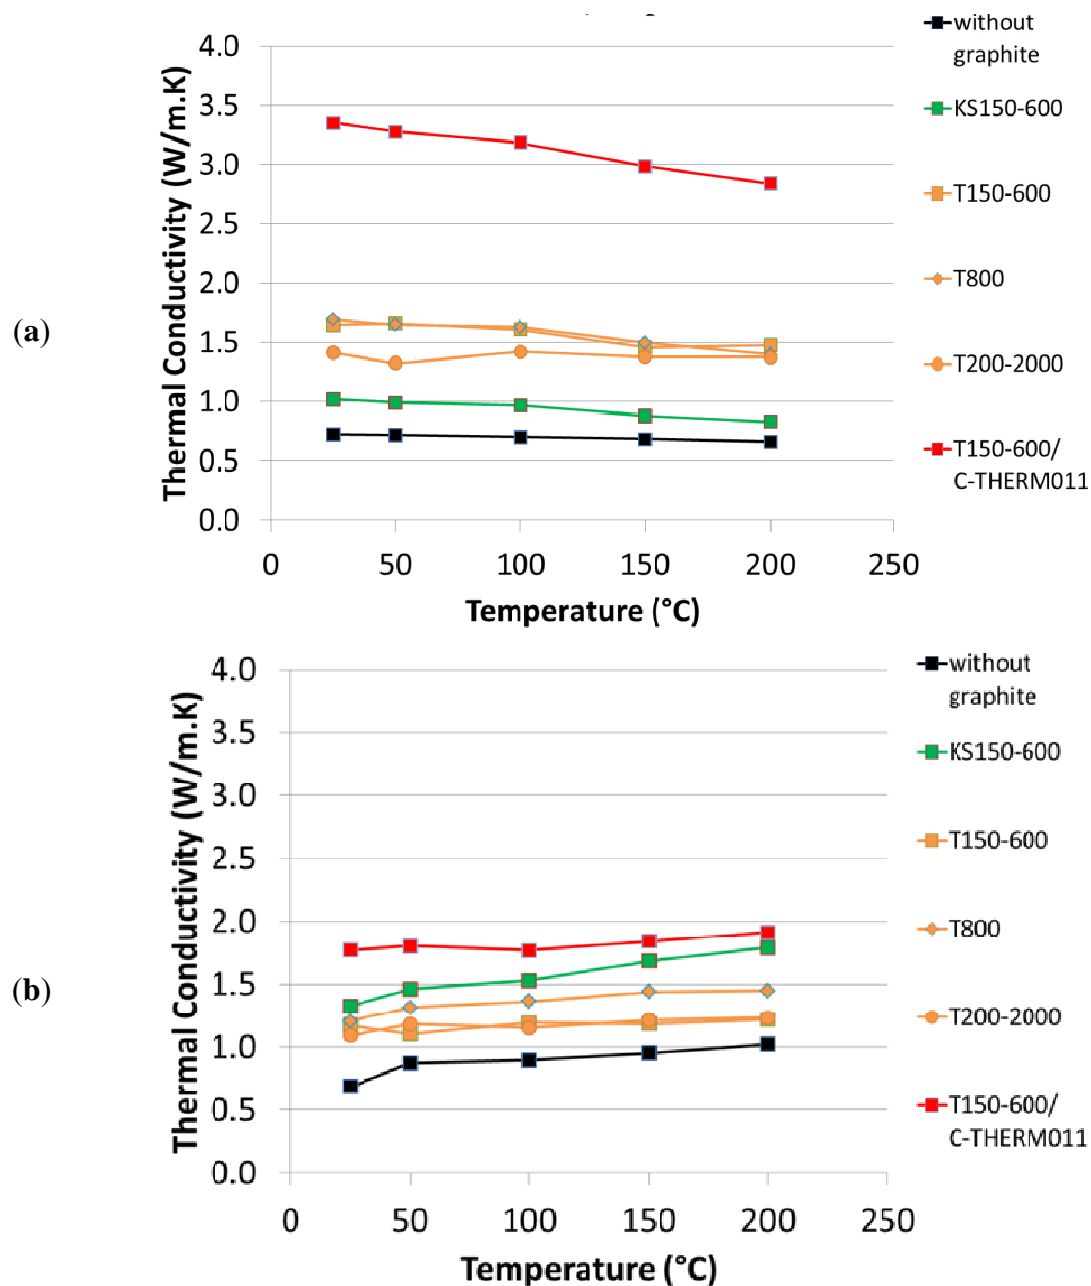 (a)
Thermal Conductivity (W/m.K)
4.0
3.5
3.0
2.5
2.0
1.5
1.0
0.5
0.0
0 50 100 150 200 250
Temperature (°C)
without
graphite
KS150-600
T150-600
T800
T200-2000
T150-600/
C-THERM011
(b)
Thermal Conductivity (W/m.K)
4.0
3.5
3.0
2.5
2.0
1.5
1.0
0.5
0.0
0 50 100 150 200 250
Temperature (°C)
without
graphite
KS150-600
T150-600
T800
T200-2000
T150-600/
C-THERM011